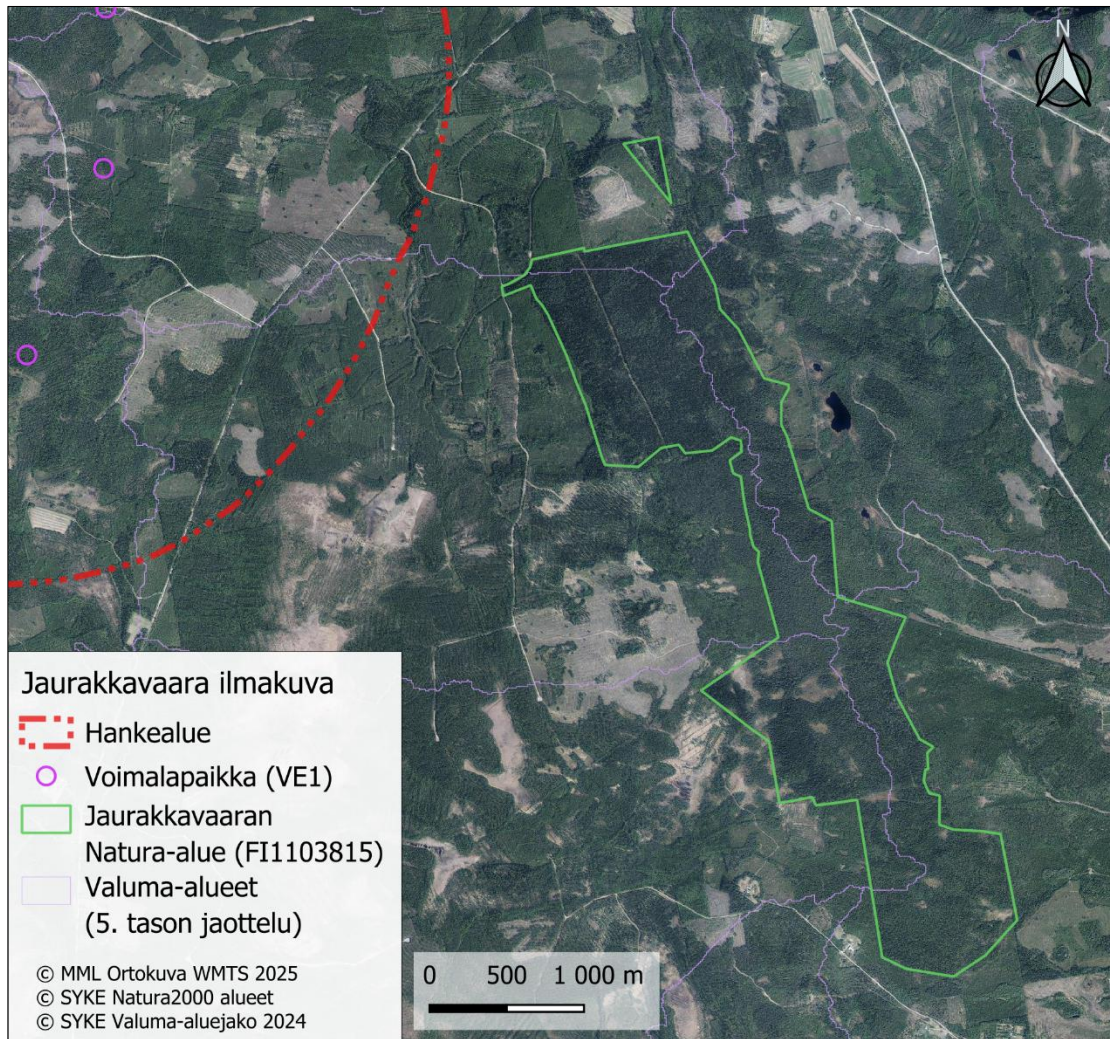 N
Jaurakkavaara ilmakuva
Hankealue
Voimalapaikka (VE1)
Jaurakkavaaran
Natura-alue (FI1103815)
Valuma-alueet
(5. tason jaottelu)
© MML Ortokuva WMTS 2025
© SYKE Natura2000 alueet
© SYKE Valuma-aluejako 2024
0 500 1 000 m